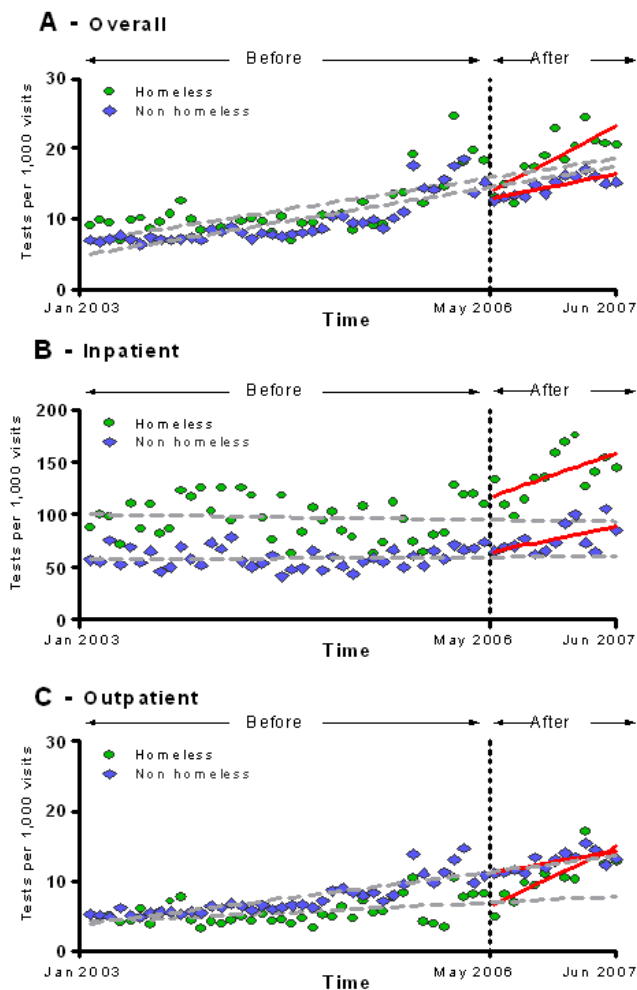 A - Overall
Before After
30
20
10
0
Tests per 1,000 visits
Homeless
Non homeless
Jan 2003 May 2006 Jun 2007
Time
B - Inpatient
Before After
200
150
100
50
0
Tests per 1,000 visits
Homeless
Non homeless
Jan 2003 May 2006 Jun 2007
Time
C - Outpatient
Before After
30
20
10
0
Tests per 1,000 visits
Homeless
Non homeless
Jan 2003 May 2006 Jun 2007
Time